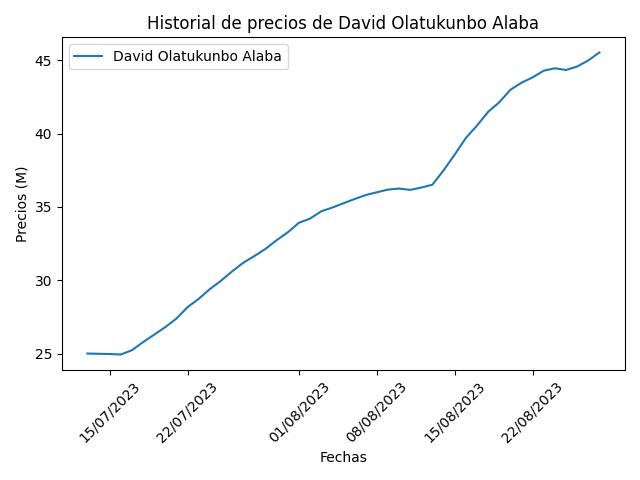 Historial de precios de David Olatukunbo Alaba
David Olatukunbo Alaba
Precios (M)
45
40
35
30
25
15/07/2023
22/07/2023
01/08/2023
08/08/2023
15/08/2023
22/08/2023
Fechas